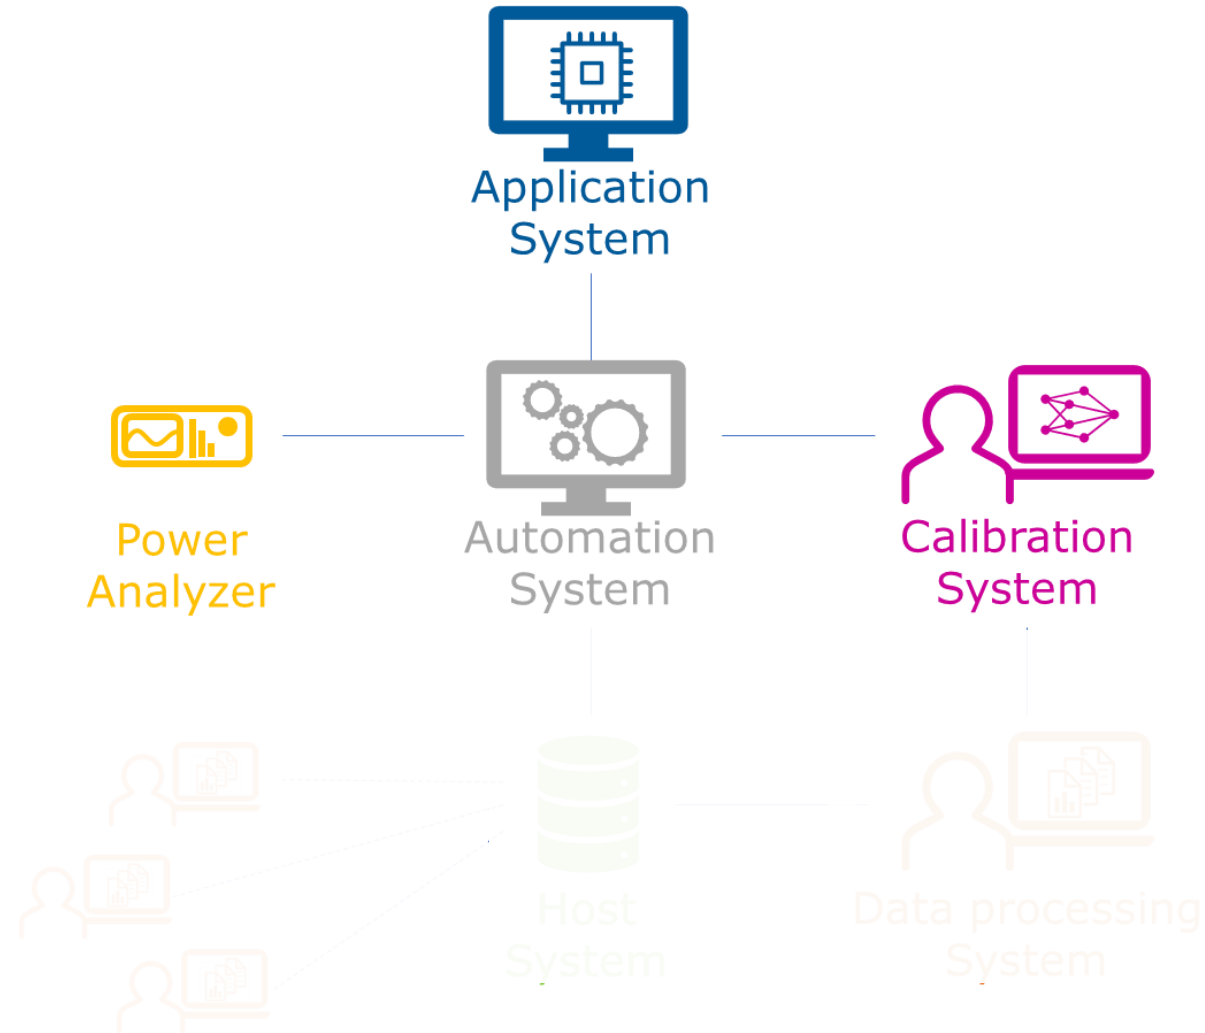 Application
System
Power
Analyzer
Automation
System
Calibration
System
Host
System
Data processing
System